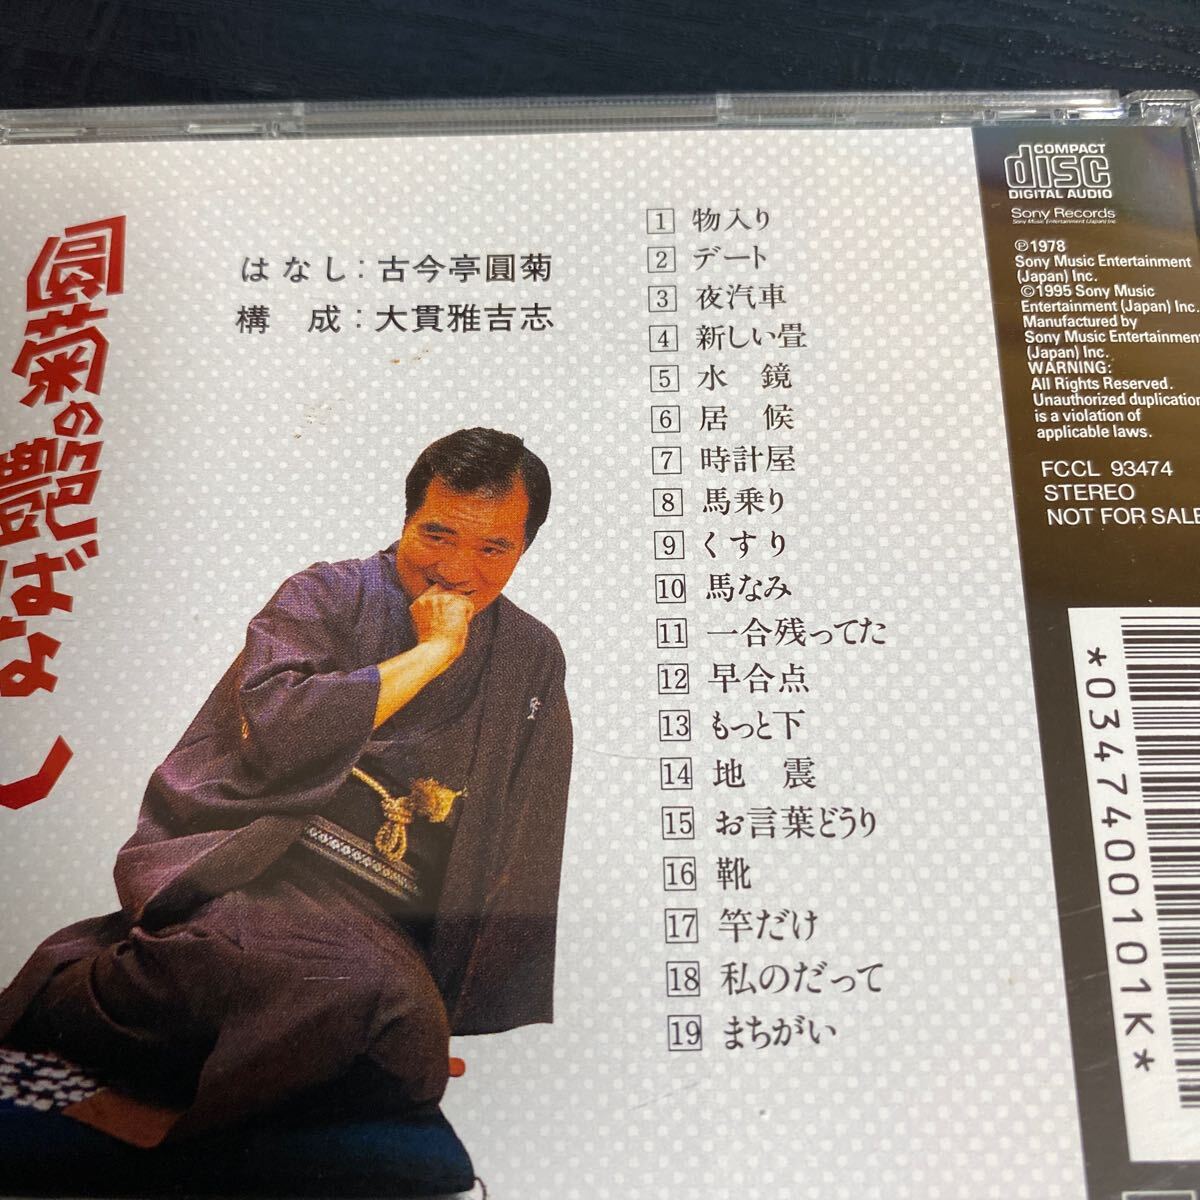 圓菊の艶ばなし
はなし：古今亭圓菊
構　成：大貫雅吉志
1 物入り
2 デート
3 夜汽車
4 新しい畳
5 水　鏡
6 居　候
7 時計屋
8 馬乗り
9 くすり
10 馬なみ
11 一合残ってた
12 早合点
13 もっと下
14 地　震
15 お言葉どうり
16 靴
17 竿だけ
18 私のだって
19 まちがい
COMPACT
disc
DIGITAL AUDIO
Sony Records
Sony Music Entertainment (Japan) Inc.
℗1978
Sony Music Entertainment
(Japan) Inc.
©1995 Sony Music
Entertainment (Japan) Inc.
Manufactured by
Sony Music Entertainment
(Japan) Inc.
WARNING:
All Rights Reserved.
Unauthorized duplication
is a violation of
applicable laws.
FCCL 93474
STEREO
NOT FOR SALE
*0347400101K*